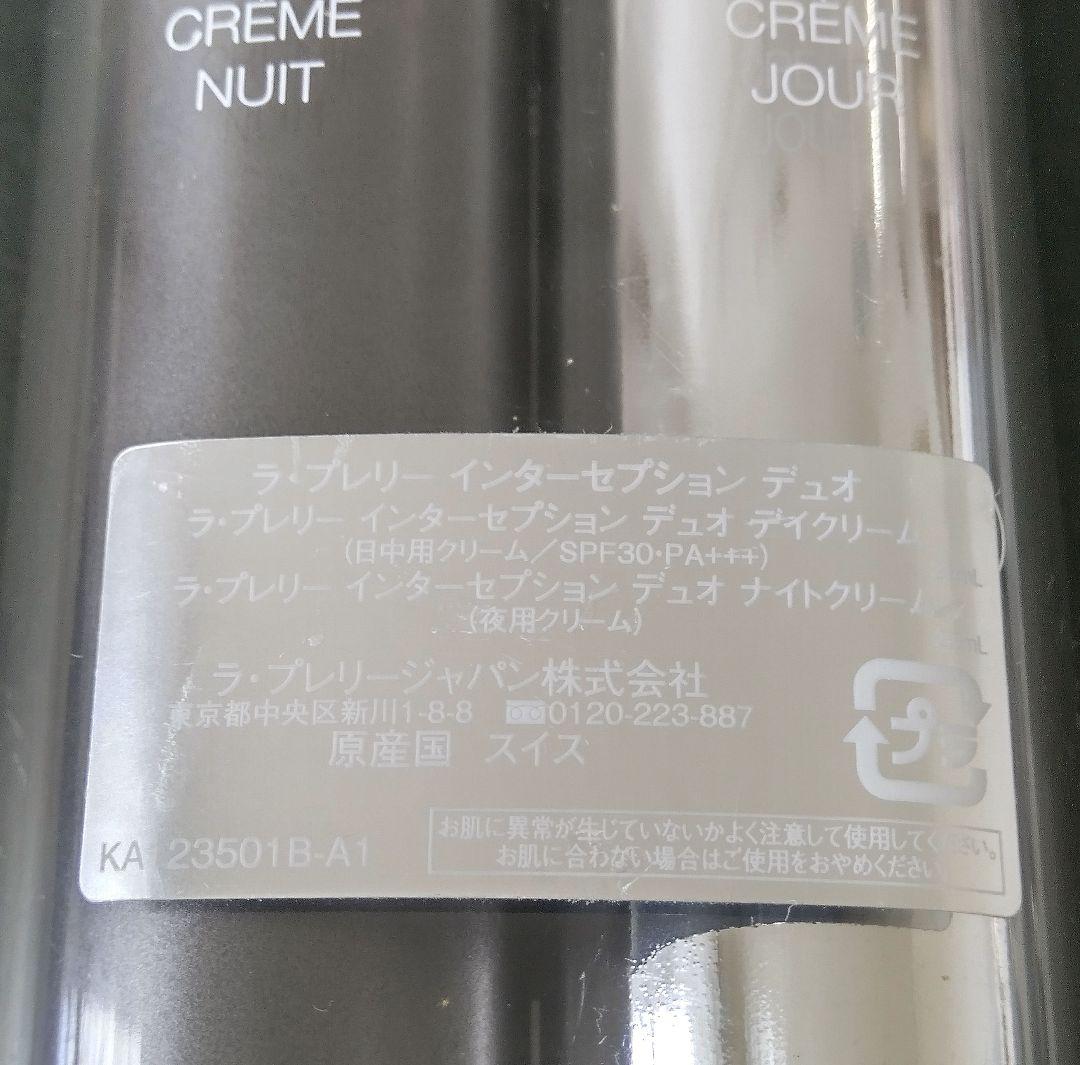 CRÈME
NUIT
CRÈME
JOUR
ラ・プレリー インターセプション デュオ
ラ・プレリー インターセプション デュオ デイクリーム
(日中用クリーム/SPF30・PA+++)
mL
ラ・プレリー インターセプション デュオ ナイトクリーム
(夜用クリーム)
mL
ラ・プレリージャパン株式会社
東京都中央区新川1-8-8 0120-223-887
原産国 スイス
プラ
KA 23501B-A1
お肌に異常が生じていないかよく注意して使用してください。
お肌に合わない場合はご使用をおやめください